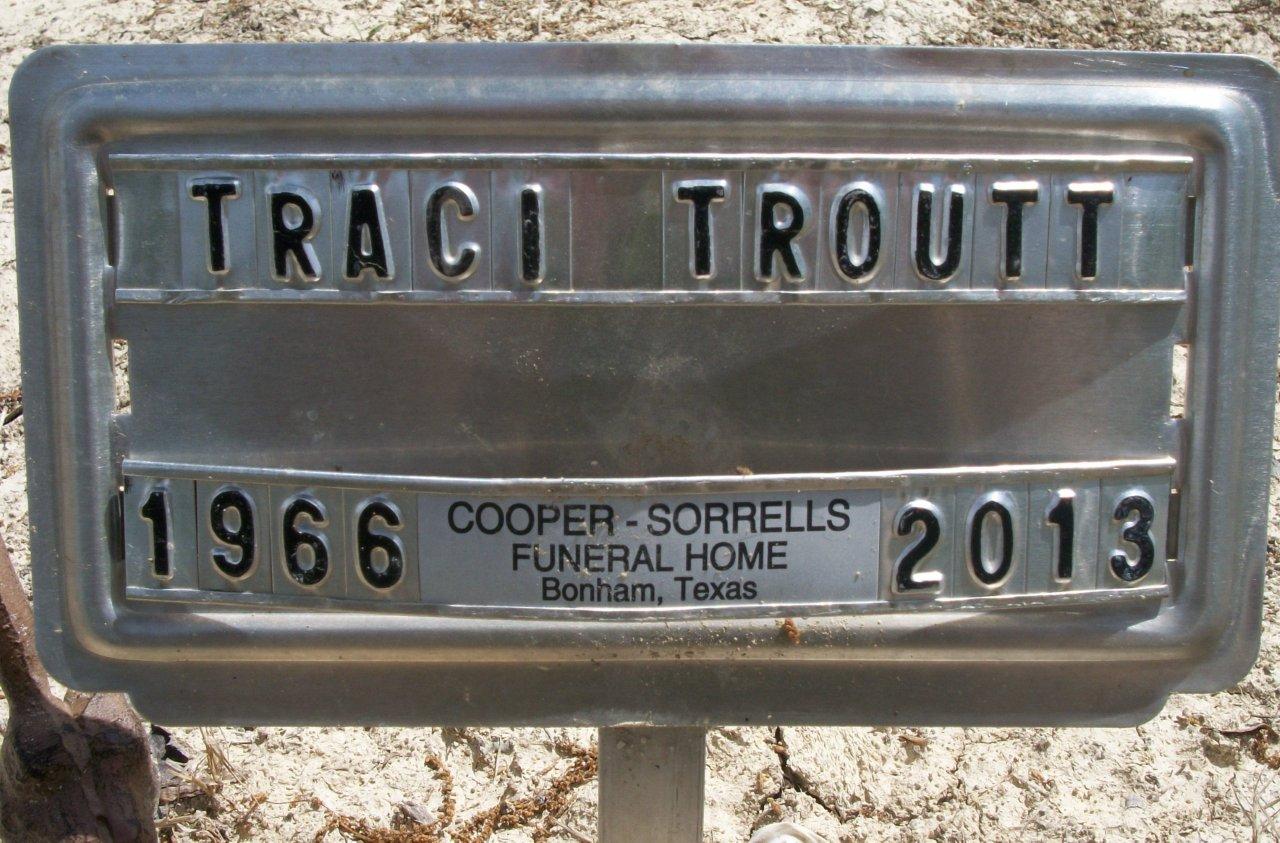 TRACI TROUTT
1966 COOPER - SORRELLS 2013
FUNERAL HOME
Bonham, Texas